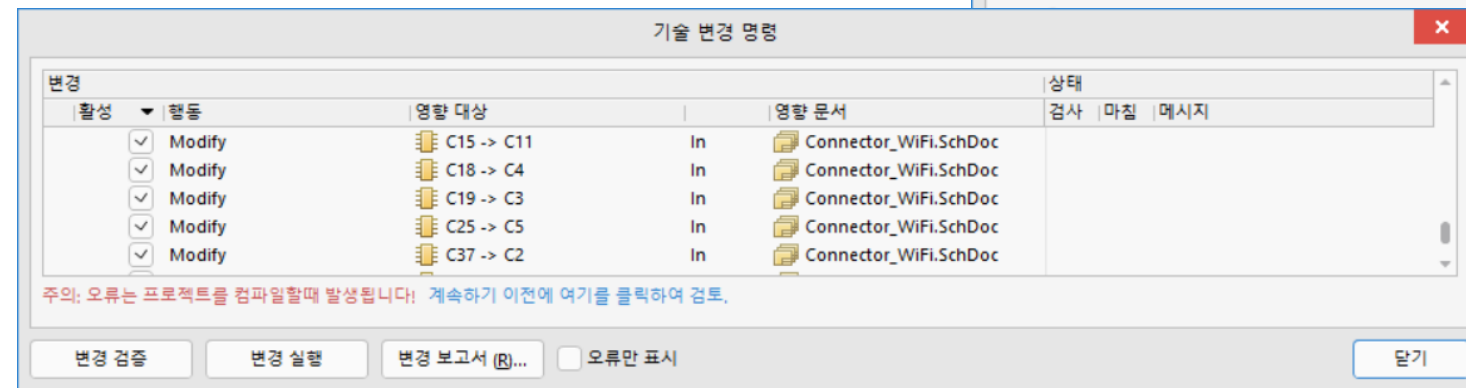 기술 변경 명령
변경 상태
활성 행동 영향 대상 영향 문서 검사 마침 메시지
Modify C15 -> C11 In Connector_WiFi.SchDoc
Modify C18 -> C4 In Connector_WiFi.SchDoc
Modify C19 -> C3 In Connector_WiFi.SchDoc
Modify C25 -> C5 In Connector_WiFi.SchDoc
Modify C37 -> C2 In Connector_WiFi.SchDoc
주의: 오류는 프로젝트를 컴파일할때 발생됩니다! 계속하기 이전에 여기를 클릭하여 검토.
변경 검증 변경 실행 변경 보고서 (R)... 오류만 표시 닫기